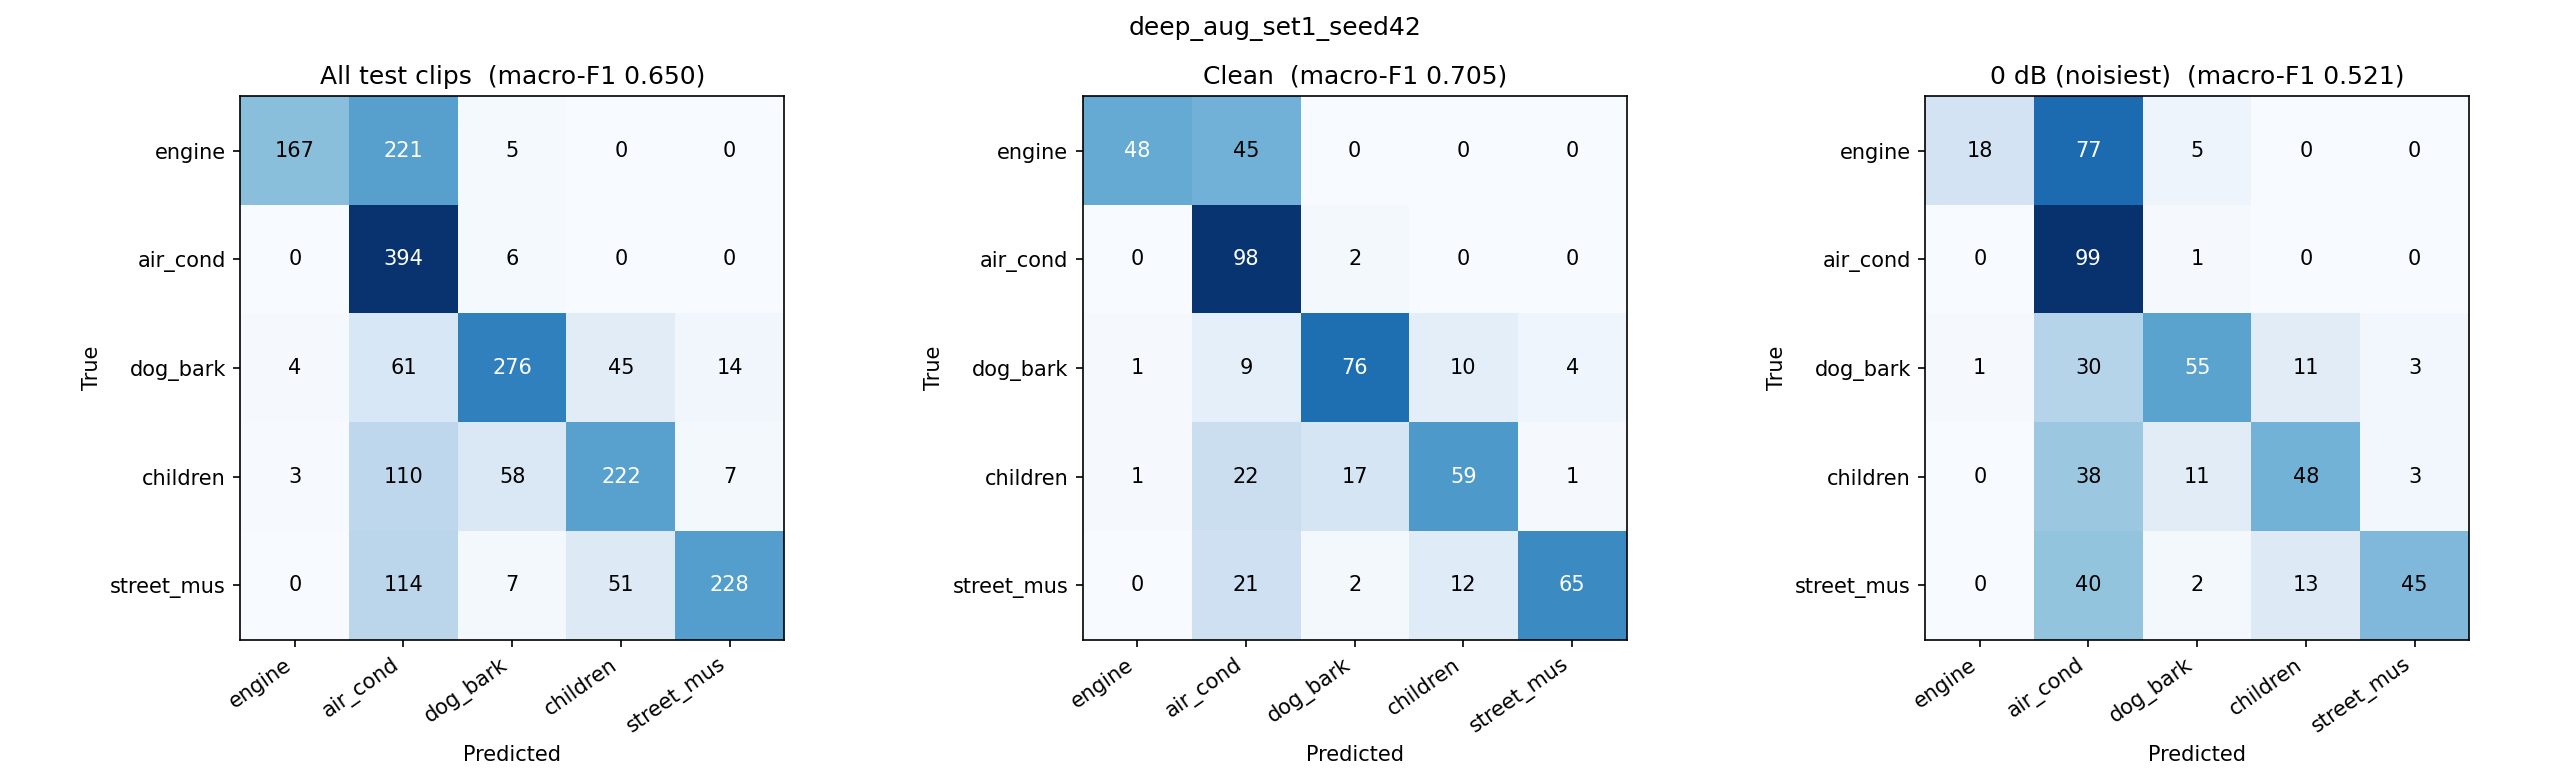 deep_aug_set1_seed42
All test clips  (macro-F1 0.650)
True
engine 167 221 5 0 0
air_cond 0 394 6 0 0
dog_bark 4 61 276 45 14
children 3 110 58 222 7
street_mus 0 114 7 51 228
engine air_cond dog_bark children street_mus
Predicted
Clean  (macro-F1 0.705)
True
engine 48 45 0 0 0
air_cond 0 98 2 0 0
dog_bark 1 9 76 10 4
children 1 22 17 59 1
street_mus 0 21 2 12 65
engine air_cond dog_bark children street_mus
Predicted
0 dB (noisiest)  (macro-F1 0.521)
True
engine 18 77 5 0 0
air_cond 0 99 1 0 0
dog_bark 1 30 55 11 3
children 0 38 11 48 3
street_mus 0 40 2 13 45
engine air_cond dog_bark children street_mus
Predicted